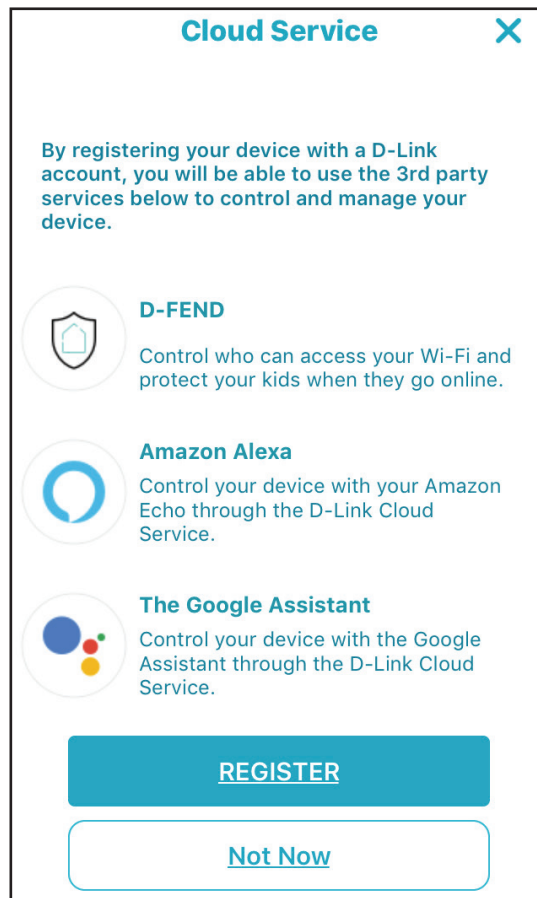 Cloud Service
By registering your device with a D-Link
account, you will be able to use the 3rd party
services below to control and manage your
device.
D-FEND
Control who can access your Wi-Fi and
protect your kids when they go online.
Amazon Alexa
Control your device with your Amazon
Echo through the D-Link Cloud
Service.
The Google Assistant
Control your device with the Google
Assistant through the D-Link Cloud
Service.
REGISTER
Not Now